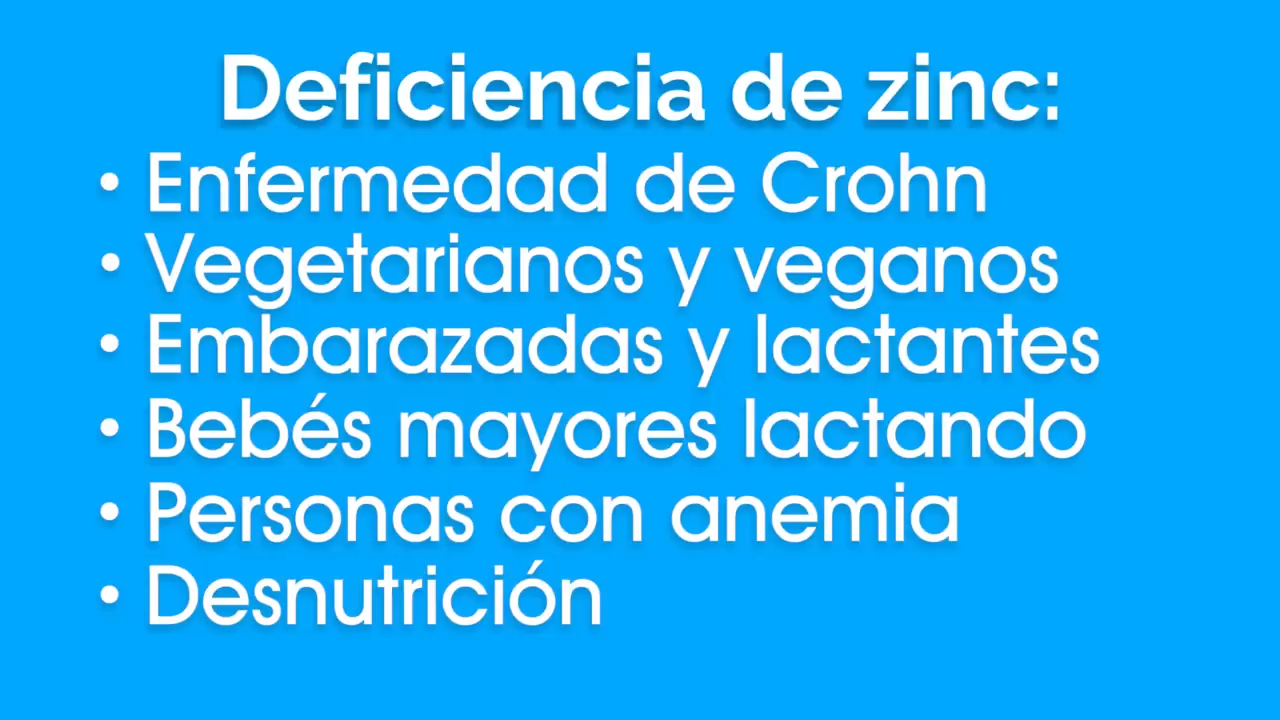 Deficiencia de zinc:
• Enfermedad de Crohn
• Vegetarianos y veganos
• Embarazadas y lactantes
• Bebés mayores lactando
• Personas con anemia
• Desnutrición